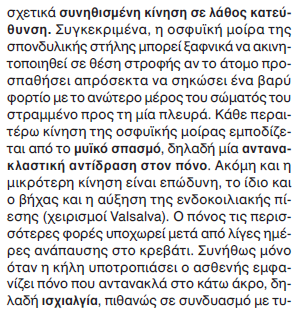 σχετικά συνηθισμένη κίνηση σε λάθος κατεύ-
θυνση. Συγκεκριμένα, η οσφυϊκή μοίρα της
σπονδυλικής στήλης μπορεί ξαφνικά να ακινη-
τοποιηθεί σε θέση στροφής αν το άτομο προ-
σπαθήσει απρόσεκτα να σηκώσει ένα βαρύ
φορτίο με το ανώτερο μέρος του σώματός του
στραμμένο προς τη μία πλευρά. Κάθε περαι-
τέρω κίνηση της οσφυϊκής μοίρας εμποδίζε-
ται από το μυϊκό σπασμό, δηλαδή μία αντανα-
κλαστική αντίδραση στον πόνο. Ακόμη και η
μικρότερη κίνηση είναι επώδυνη, το ίδιο και
ο βήχας και η αύξηση της ενδοκοιλιακής πί-
εσης (χειρισμοί Valsalva). Ο πόνος τις περισ-
σότερες φορές υποχωρεί μετά από λίγες ημέ-
ρες ανάπαυσης στο κρεβάτι. Συνήθως μόνο
όταν η κήλη υποτροπιάσει ο ασθενής εμφα-
νίζει πόνο που αντανακλά στο κάτω άκρο, δη-
λαδή ισχιαλγία, πιθανώς σε συνδυασμό με τυ-